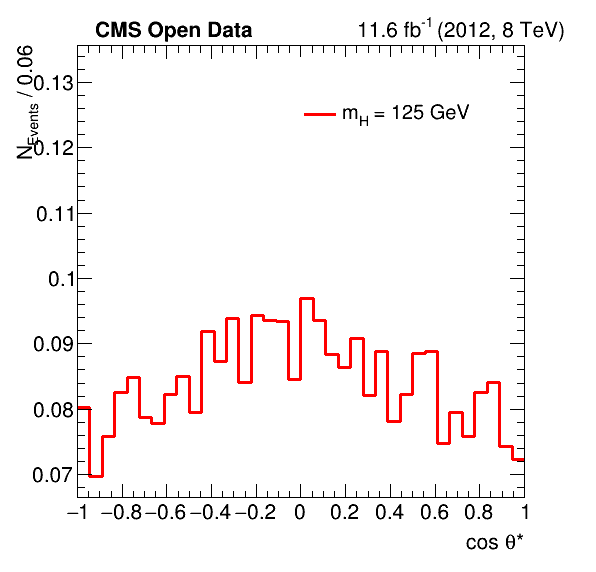 CMS Open Data 11.6 fb⁻¹ (2012, 8 TeV)
N_Events / 0.06
m_H = 125 GeV
0.13
0.12
0.11
0.1
0.09
0.08
0.07
−1 −0.8 −0.6 −0.4 −0.2 0 0.2 0.4 0.6 0.8 1
cos θ*